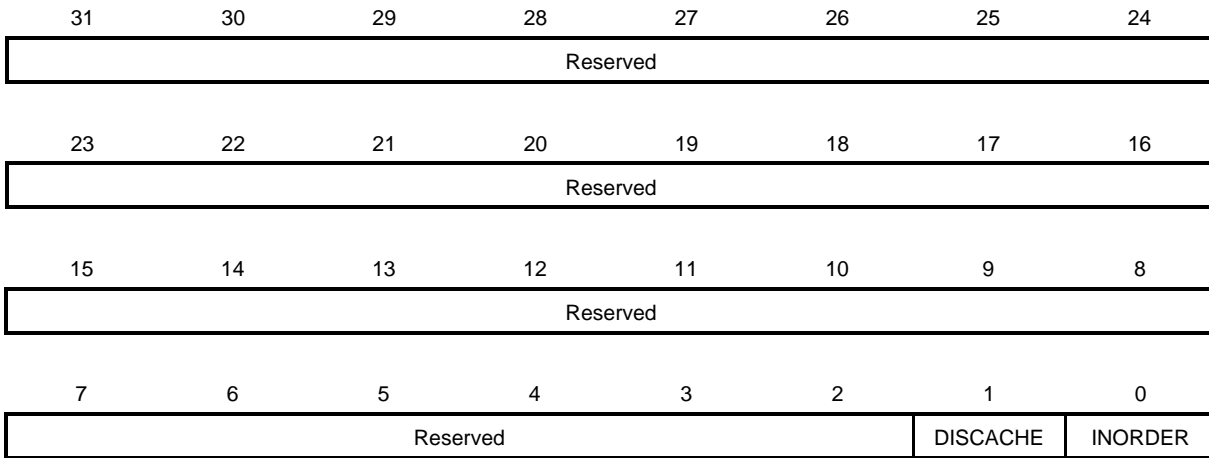 31 30 29 28 27 26 25 24
Reserved
23 22 21 20 19 18 17 16
Reserved
15 14 13 12 11 10 9 8
Reserved
7 6 5 4 3 2 1 0
Reserved DISCACHE INORDER